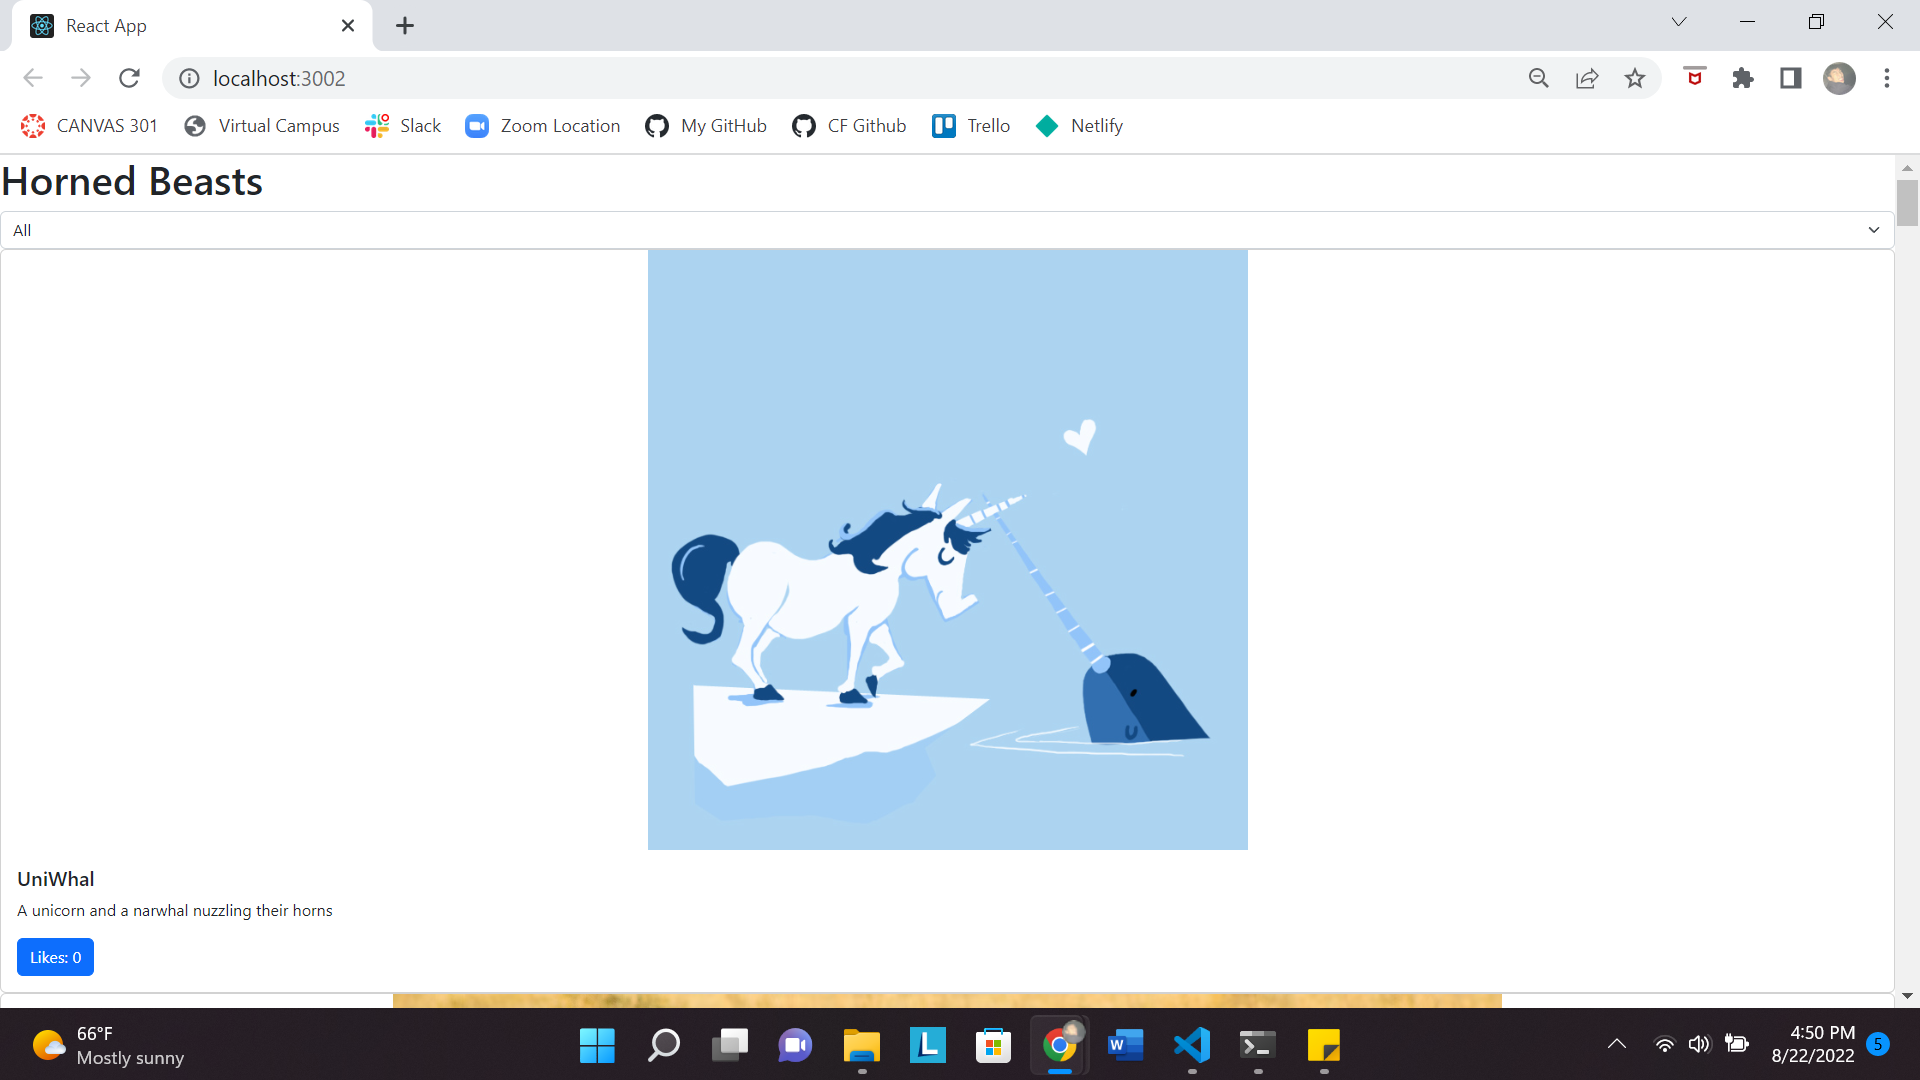 React App
localhost:3002
CANVAS 301 Virtual Campus Slack Zoom Location My GitHub CF Github Trello Netlify
Horned Beasts
All
UniWhal
A unicorn and a narwhal nuzzling their horns
Likes: 0
66°F
Mostly sunny
L
W
4:50 PM
8/22/2022
5